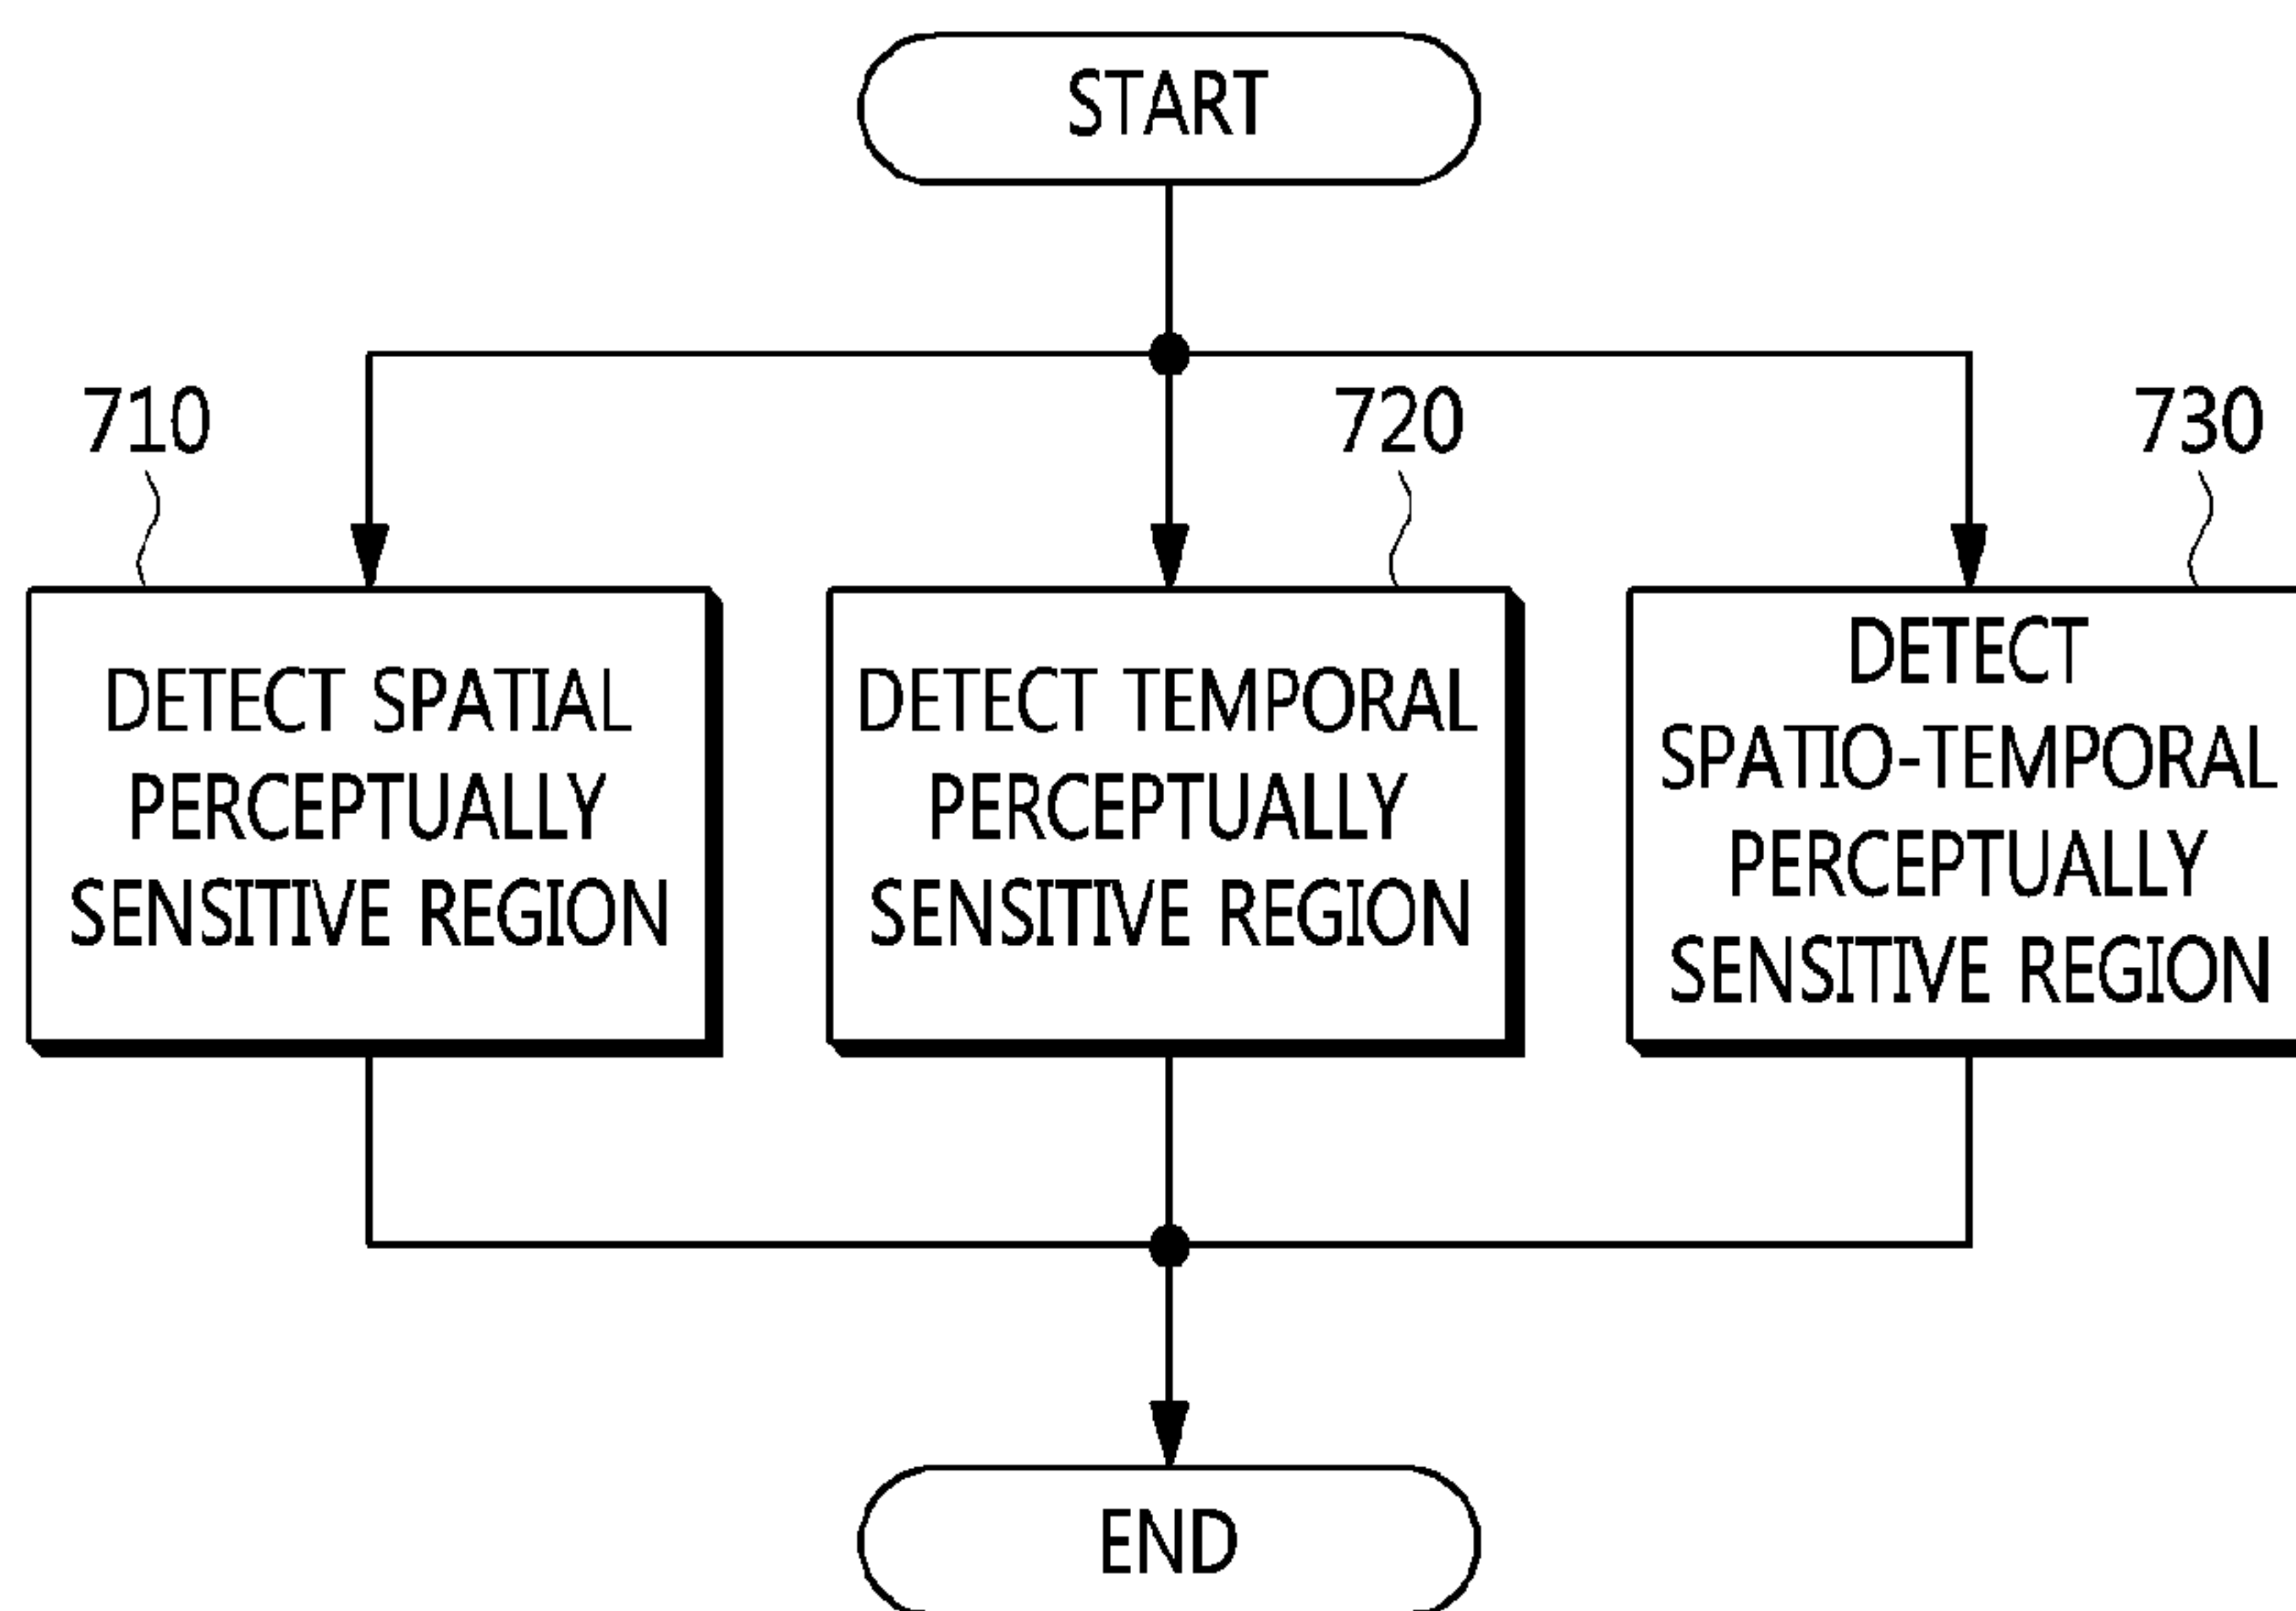 START
710
720
730
DETECT SPATIAL
PERCEPTUALLY
SENSITIVE REGION
DETECT TEMPORAL
PERCEPTUALLY
SENSITIVE REGION
DETECT
SPATIO-TEMPORAL
PERCEPTUALLY
SENSITIVE REGION
END